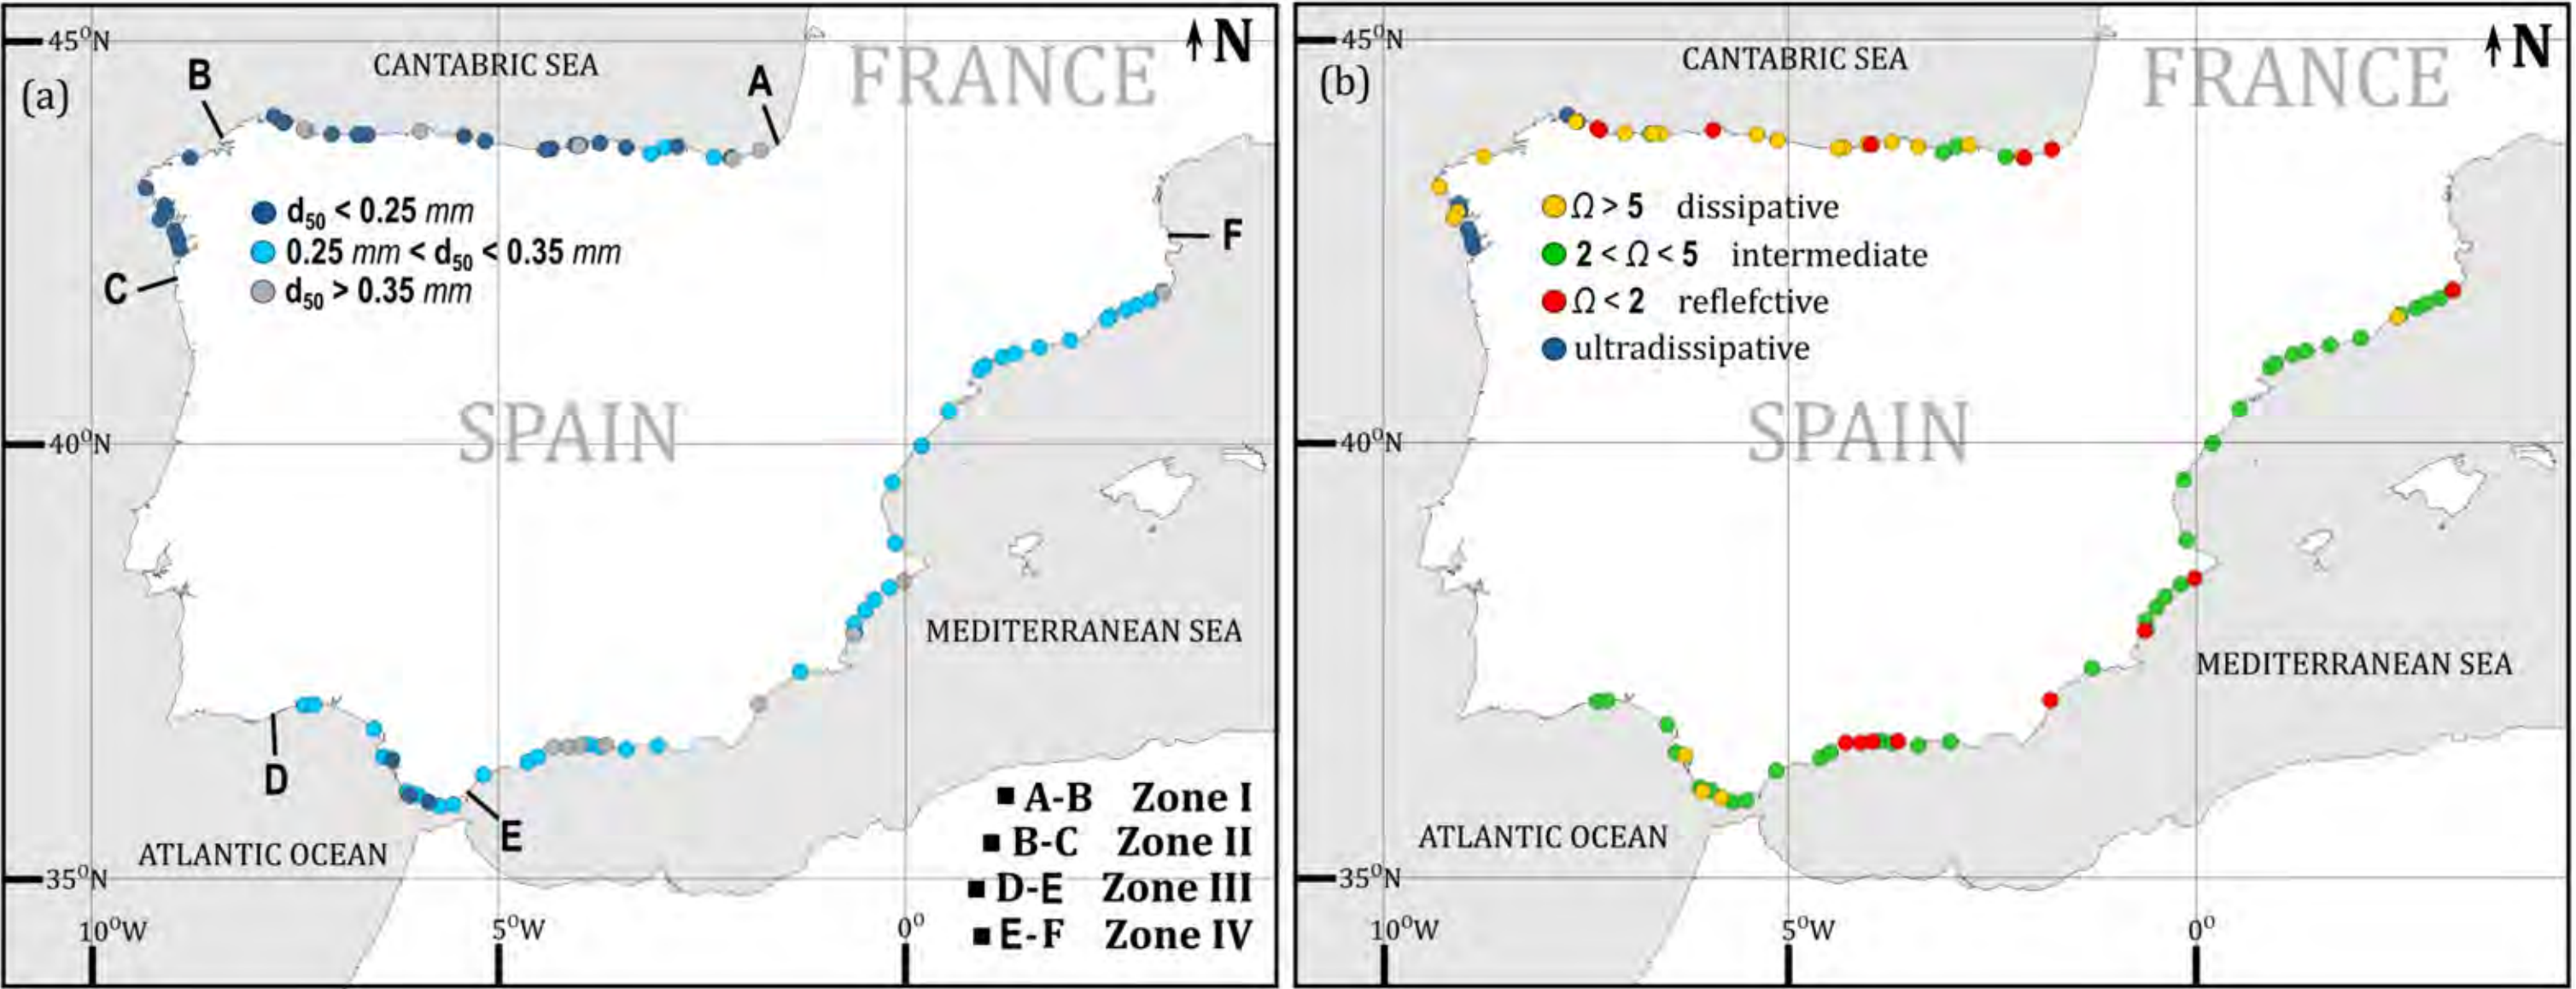 (a)
45°N
CANTABRIC SEA
FRANCE
N
B
A
d50 < 0.25 mm
0.25 mm < d50 < 0.35 mm
d50 > 0.35 mm
C
F
SPAIN
40°N
MEDITERRANEAN SEA
D
E
ATLANTIC OCEAN
35°N
A-B Zone I
B-C Zone II
D-E Zone III
E-F Zone IV
10°W
5°W
0°
(b)
45°N
CANTABRIC SEA
FRANCE
N
Ω > 5 dissipative
2 < Ω < 5 intermediate
Ω < 2 reflefctive
ultradissipative
SPAIN
40°N
MEDITERRANEAN SEA
ATLANTIC OCEAN
35°N
10°W
5°W
0°